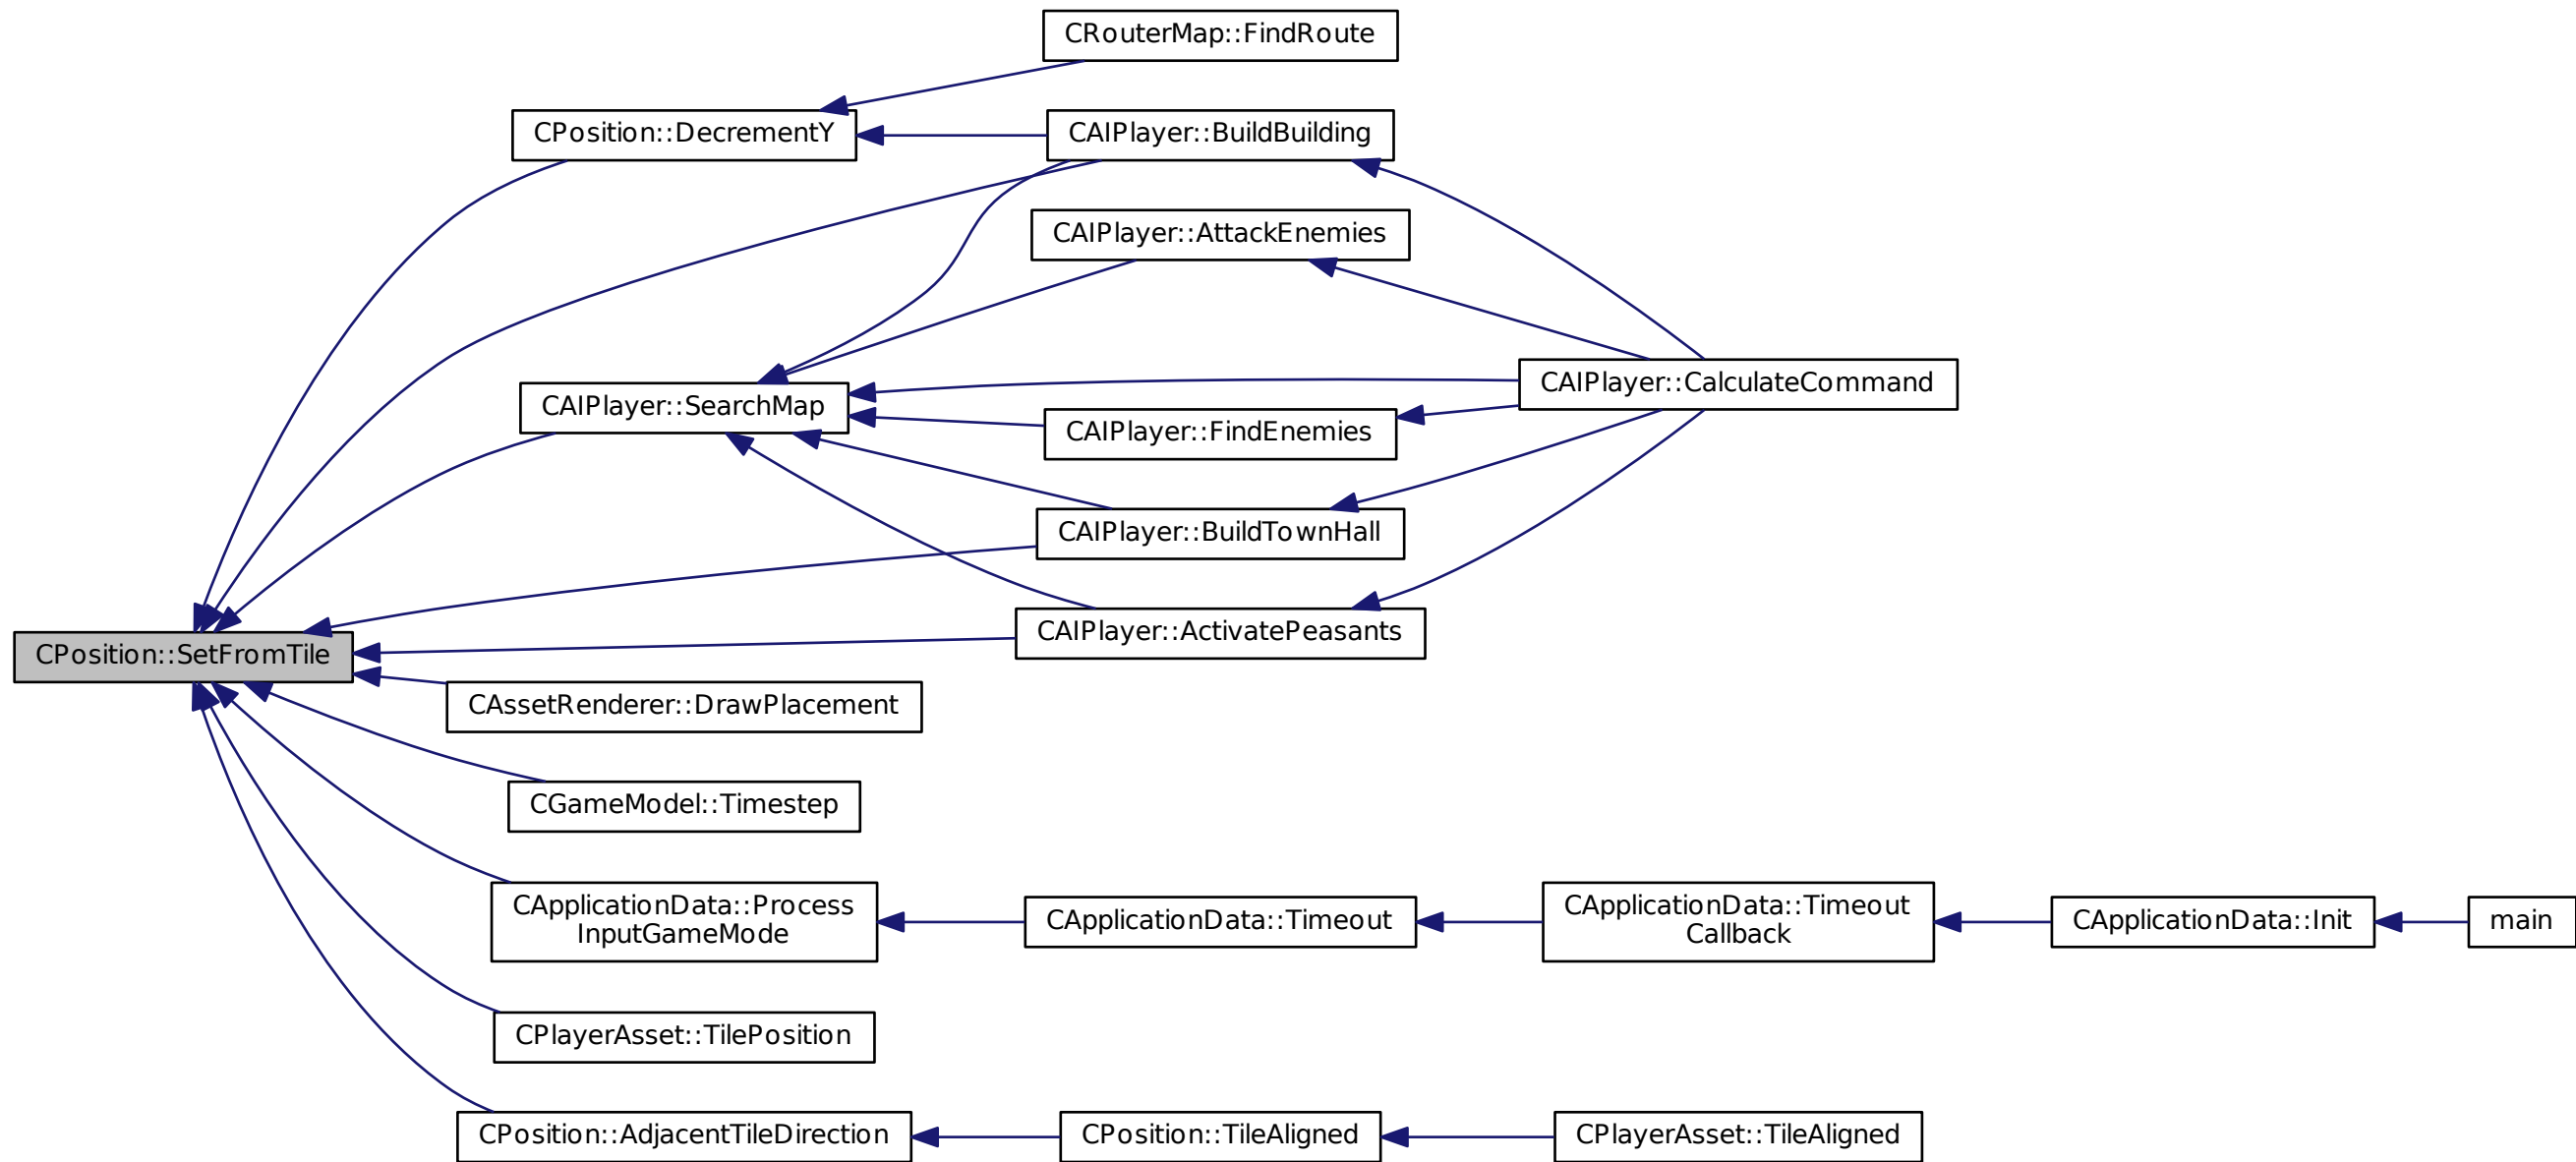 CRouterMap::FindRoute
CPosition::DecrementY
CAIPlayer::BuildBuilding
CAIPlayer::AttackEnemies
CAIPlayer::CalculateCommand
CAIPlayer::SearchMap
CAIPlayer::FindEnemies
CAIPlayer::BuildTownHall
CAIPlayer::ActivatePeasants
CPosition::SetFromTile
CAssetRenderer::DrawPlacement
CGameModel::Timestep
CApplicationData::Process
InputGameMode
CApplicationData::Timeout
CApplicationData::Timeout
Callback
CApplicationData::Init
main
CPlayerAsset::TilePosition
CPosition::AdjacentTileDirection
CPosition::TileAligned
CPlayerAsset::TileAligned